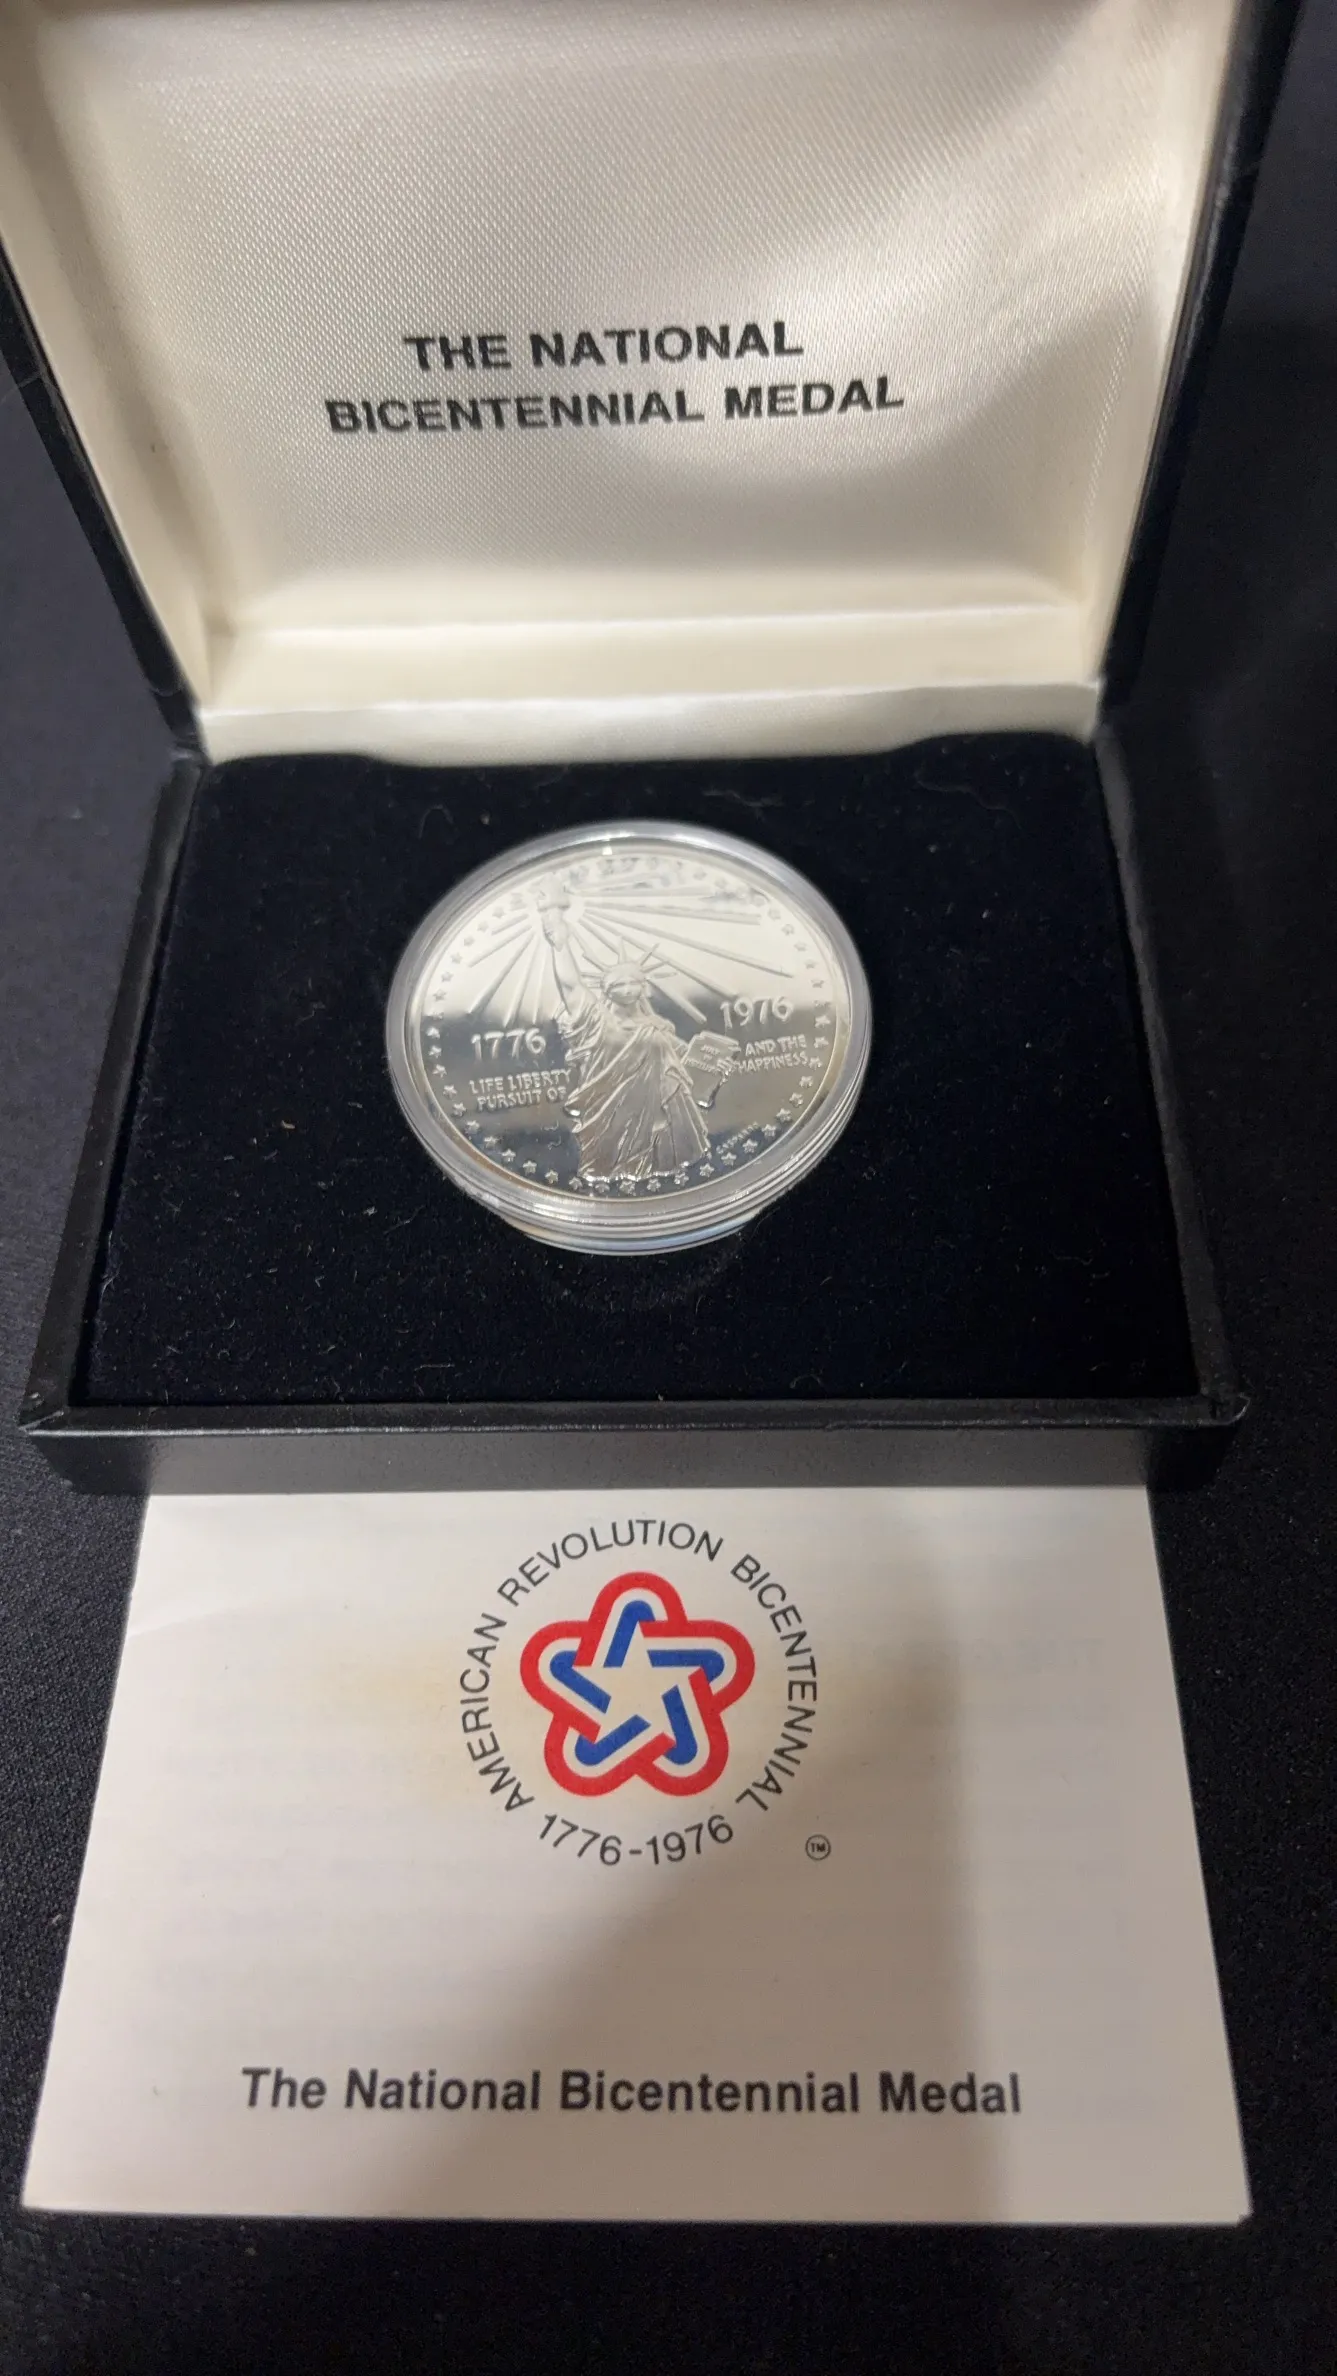 THE NATIONAL
BICENTENNIAL MEDAL
1776
1976
LIFE LIBERTY
PURSUIT OF
AND THE
HAPPINESS
AMERICAN REVOLUTION BICENTENNIAL
1776-1976
TM
The National Bicentennial Medal